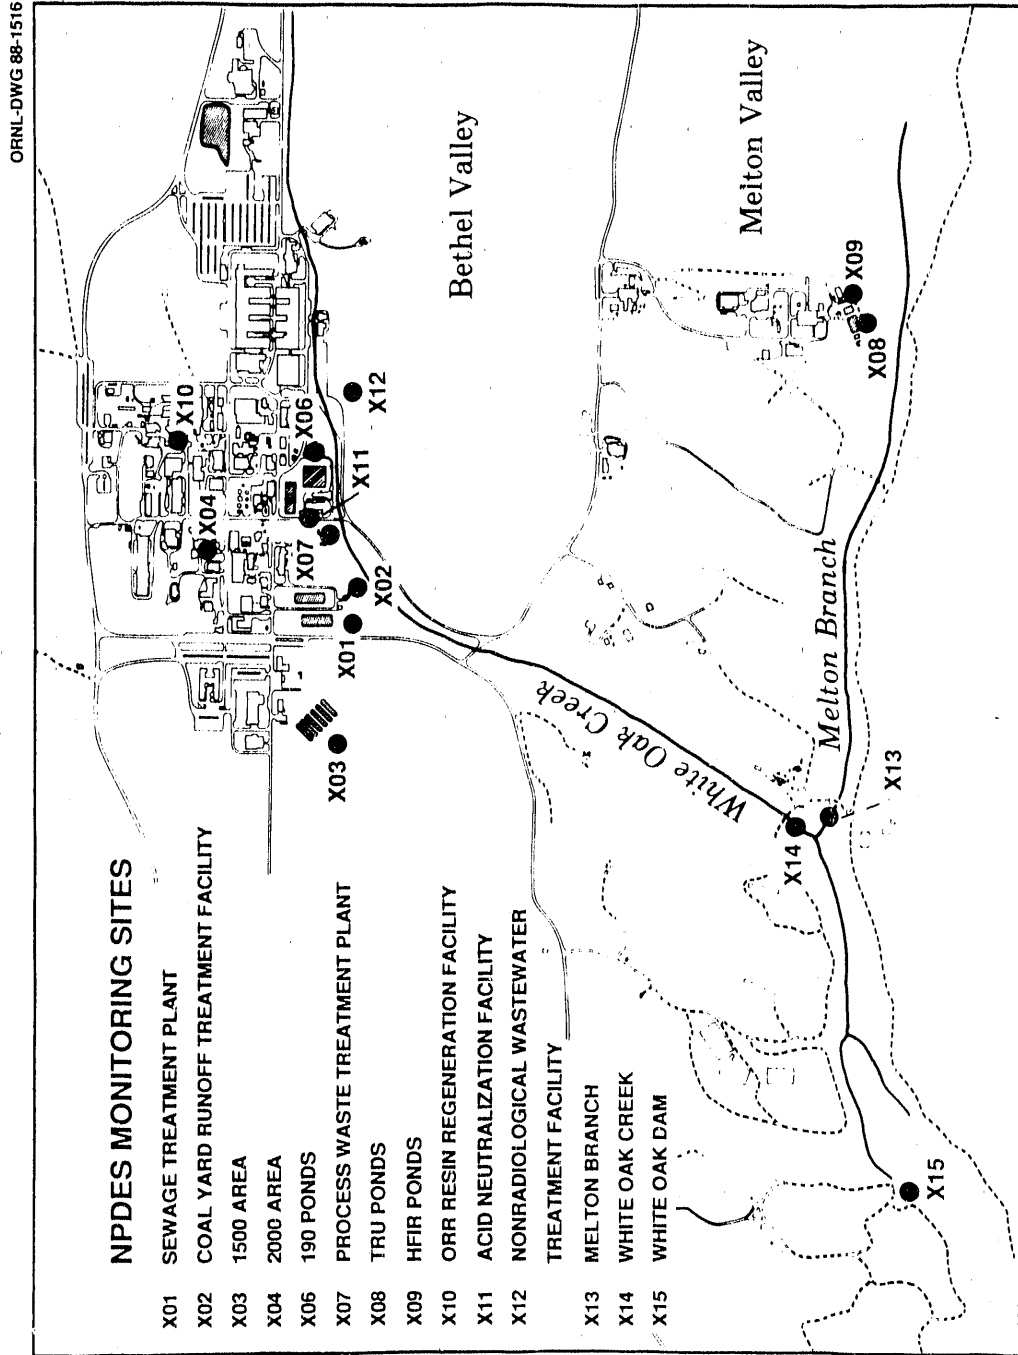 ORNL-DWG 88-1516
NPDES MONITORING SITES
X01 SEWAGE TREATMENT PLANT
X02 COAL YARD RUNOFF TREATMENT FACILITY
X03 1500 AREA
X04 2000 AREA
X06 190 PONDS
X07 PROCESS WASTE TREATMENT PLANT
X08 TRU PONDS
X09 HFIR PONDS
X10 ORR RESIN REGENERATION FACILITY
X11 ACID NEUTRALIZATION FACILITY
X12 NONRADIOLOGICAL WASTEWATER
TREATMENT FACILITY
X13 MELTON BRANCH
X14 WHITE OAK CREEK
X15 WHITE OAK DAM
X10
X04
X06
X12
X11
X07
X02
X01
X03
Bethel Valley
Melton Valley
X09
X08
White Oak Creek
Melton Branch
X13
X14
X15